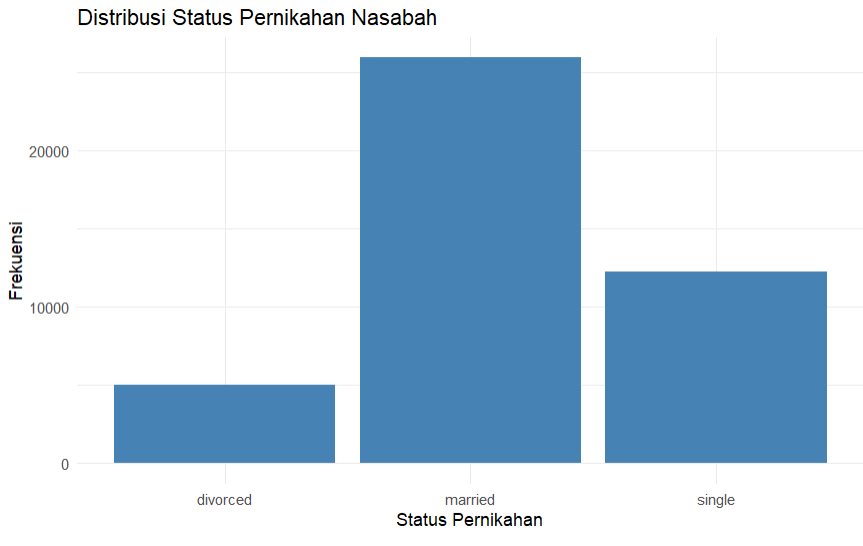 Distribusi Status Pernikahan Nasabah
Frekuensi
20000
10000
0
divorced married single
Status Pernikahan